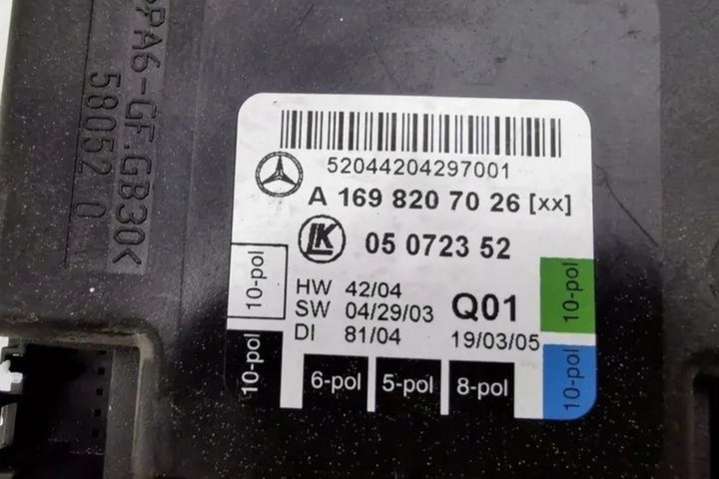 >PA6-GF.GB30<
58052 0
52044204297001
A 169 820 70 26 [xx]
LK 05 0723 52
10-pol
HW 42/04
SW 04/29/03 Q01
DI 81/04 19/03/05
10-pol
10-pol
6-pol 5-pol 8-pol
10-pol